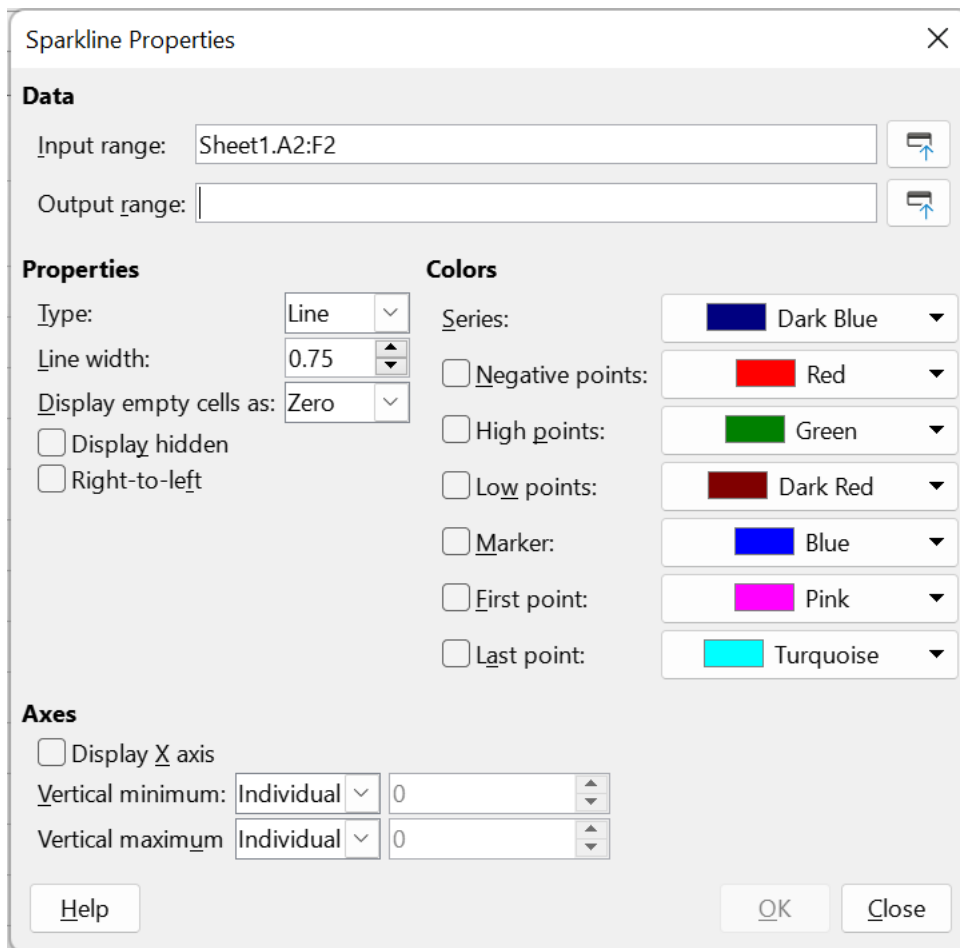 Sparkline Properties
Data
Input range: Sheet1.A2:F2
Output range:
Properties
Type: Line
Line width: 0.75
Display empty cells as: Zero
Display hidden
Right-to-left
Colors
Series: Dark Blue
Negative points: Red
High points: Green
Low points: Dark Red
Marker: Blue
First point: Pink
Last point: Turquoise
Axes
Display X axis
Vertical minimum: Individual 0
Vertical maximum Individual 0
Help OK Close